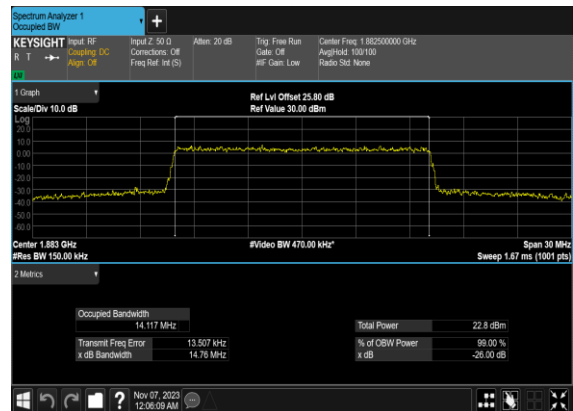 Spectrum Analyzer 1
Occupied BW
KEYSIGHT
R T
LV
Input: RF
Coupling: DC
Align: Off
Input Z: 50 Ω
Corrections: Off
Freq Ref: Int (S)
Atten: 20 dB
Trig: Free Run
Gate: Off
#IF Gain: Low
Center Freq: 1.882500000 GHz
Avg|Hold: 100/100
Radio Std: None
1 Graph
Scale/Div 10.0 dB
Ref Lvl Offset 25.80 dB
Ref Value 30.00 dBm
Log
20.0
10.0
0.00
-10.0
-20.0
-30.0
-40.0
-50.0
-60.0
Center 1.883 GHz
#Res BW 150.00 kHz
#Video BW 470.00 kHz*
Span 30 MHz
Sweep 1.67 ms (1001 pts)
2 Metrics
Occupied Bandwidth
14.117 MHz
Transmit Freq Error 13.507 kHz
x dB Bandwidth 14.76 MHz
Total Power 22.8 dBm
% of OBW Power 99.00 %
x dB -26.00 dB
?
Nov 07, 2023
12:06:09 AM